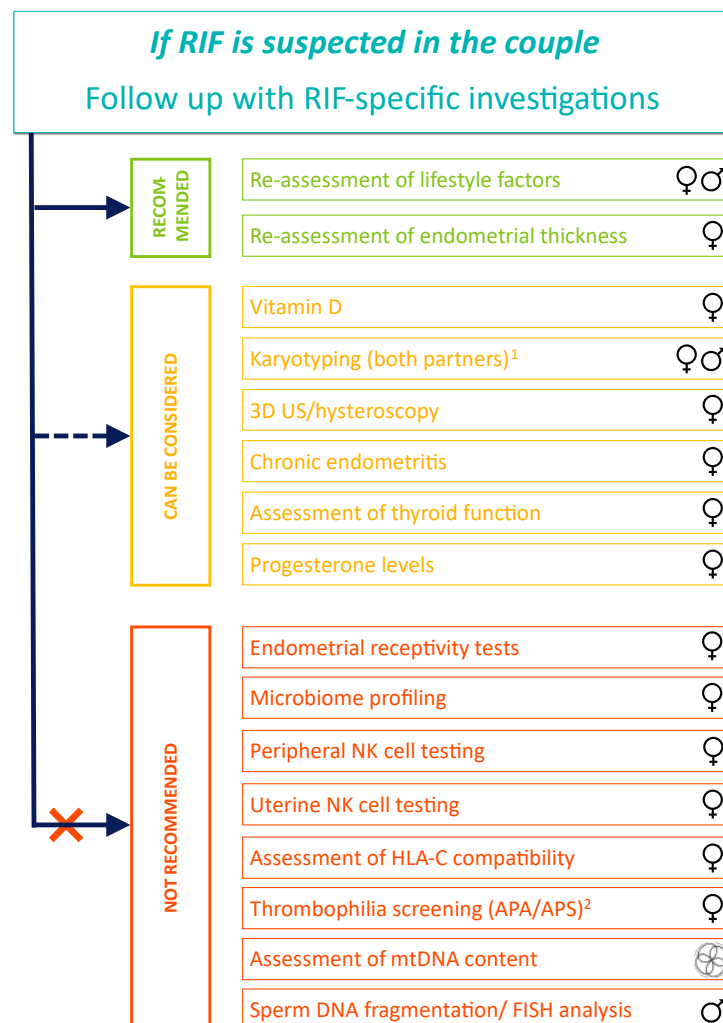 If RIF is suspected in the couple
Follow up with RIF-specific investigations
RECOM-
MENDED
Re-assessment of lifestyle factors
Re-assessment of endometrial thickness
CAN BE CONSIDERED
Vitamin D
Karyotyping (both partners)¹
3D US/hysteroscopy
Chronic endometritis
Assessment of thyroid function
Progesterone levels
NOT RECOMMENDED
Endometrial receptivity tests
Microbiome profiling
Peripheral NK cell testing
Uterine NK cell testing
Assessment of HLA-C compatibility
Thrombophilia screening (APA/APS)²
Assessment of mtDNA content
Sperm DNA fragmentation/ FISH analysis